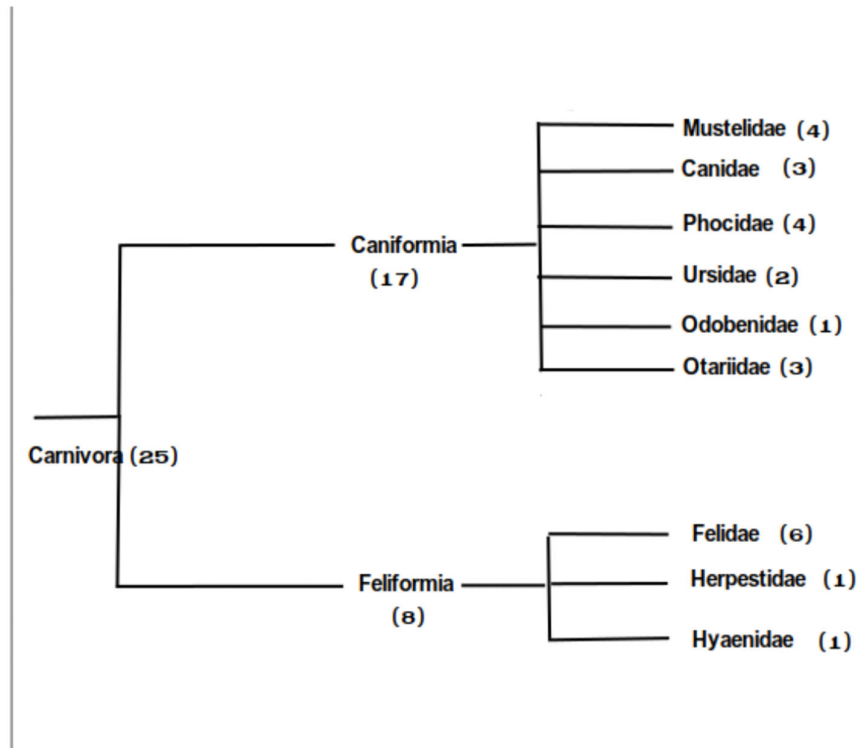 Mustelidae (4)
Canidae (3)
Phocidae (4)
Caniformia
(17)
Ursidae (2)
Odobenidae (1)
Otariidae (3)
Carnivora (25)
Felidae (6)
Feliformia
(8)
Herpestidae (1)
Hyaenidae (1)